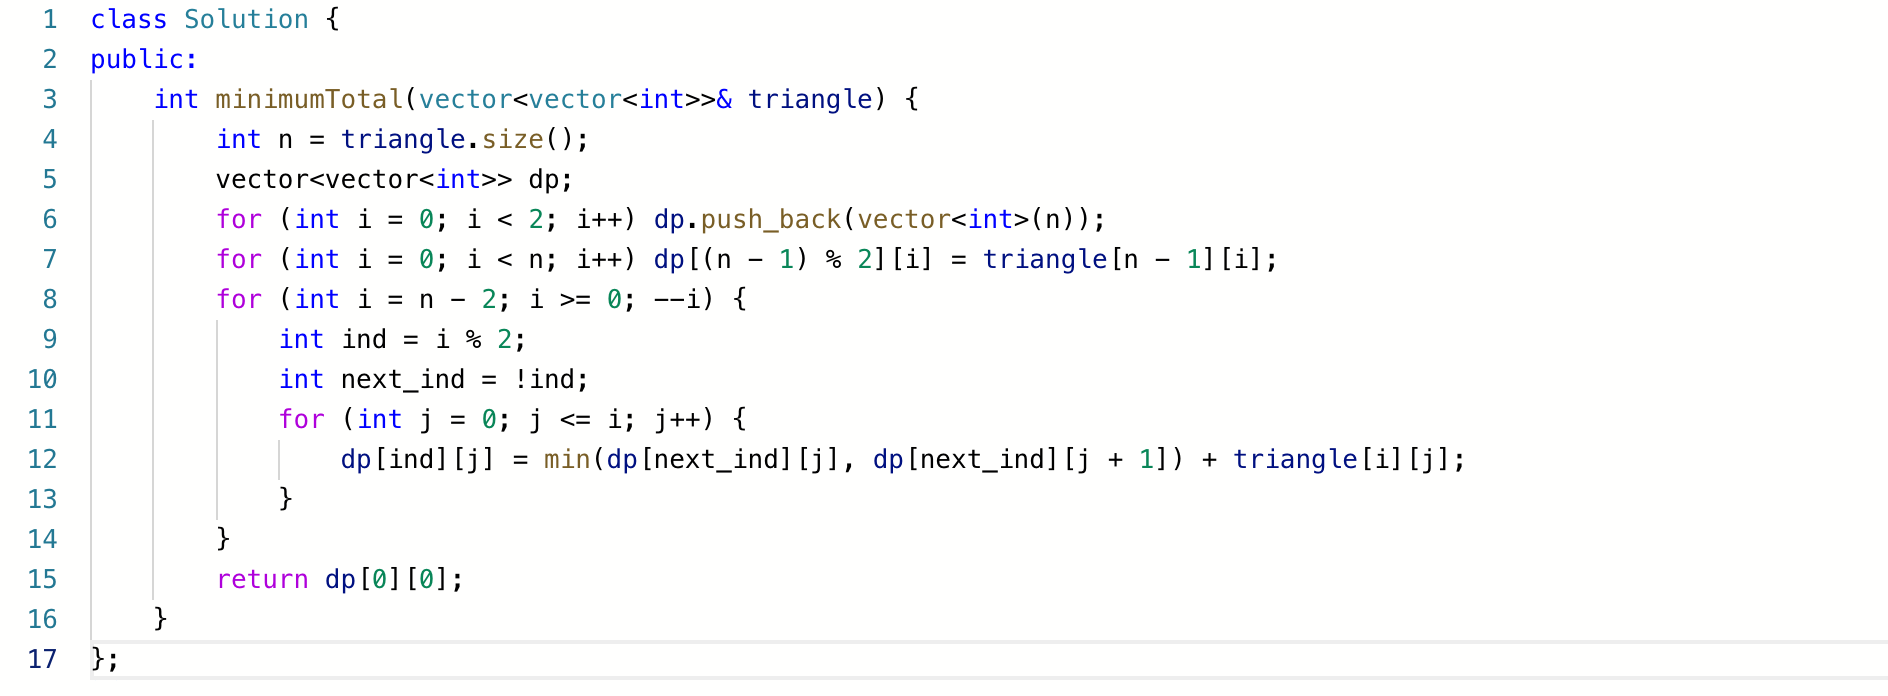 1 class Solution {
2 public:
3     int minimumTotal(vector<vector<int>>& triangle) {
4         int n = triangle.size();
5         vector<vector<int>> dp;
6         for (int i = 0; i < 2; i++) dp.push_back(vector<int>(n));
7         for (int i = 0; i < n; i++) dp[(n - 1) % 2][i] = triangle[n - 1][i];
8         for (int i = n - 2; i >= 0; --i) {
9             int ind = i % 2;
10             int next_ind = !ind;
11             for (int j = 0; j <= i; j++) {
12                 dp[ind][j] = min(dp[next_ind][j], dp[next_ind][j + 1]) + triangle[i][j];
13             }
14         }
15         return dp[0][0];
16     }
17 };